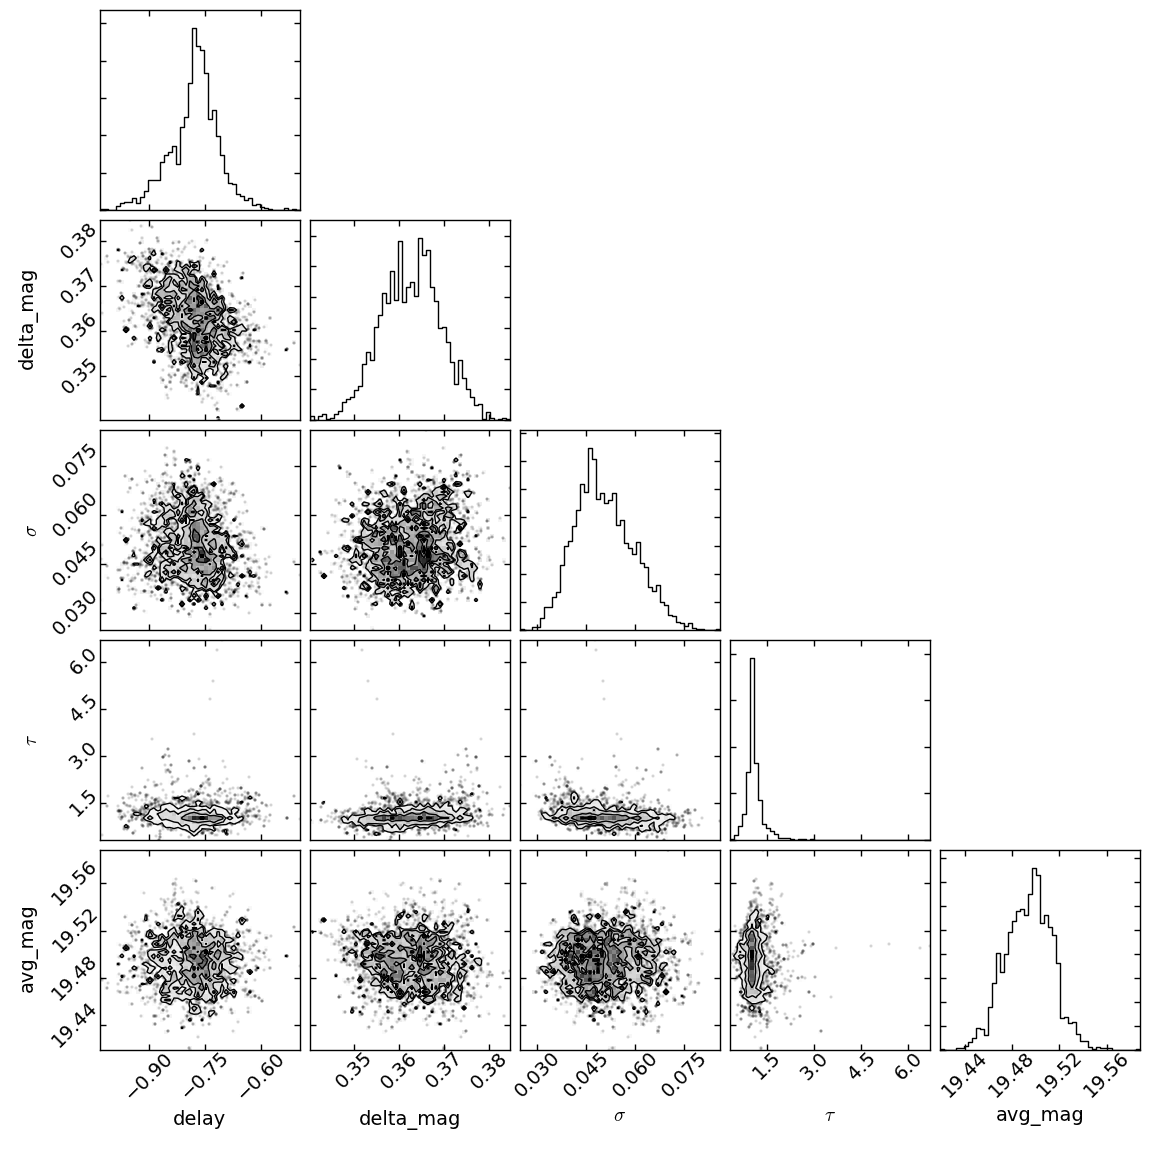 0.38
0.37
0.36
0.35
delta_mag
0.075
0.060
0.045
0.030
σ
6.0
4.5
3.0
1.5
τ
19.56
19.52
19.48
19.44
avg_mag
−0.90 −0.75 −0.60
0.35 0.36 0.37 0.38
0.030 0.045 0.060 0.075
1.5 3.0 4.5 6.0
19.44 19.48 19.52 19.56
delay
delta_mag
σ
τ
avg_mag